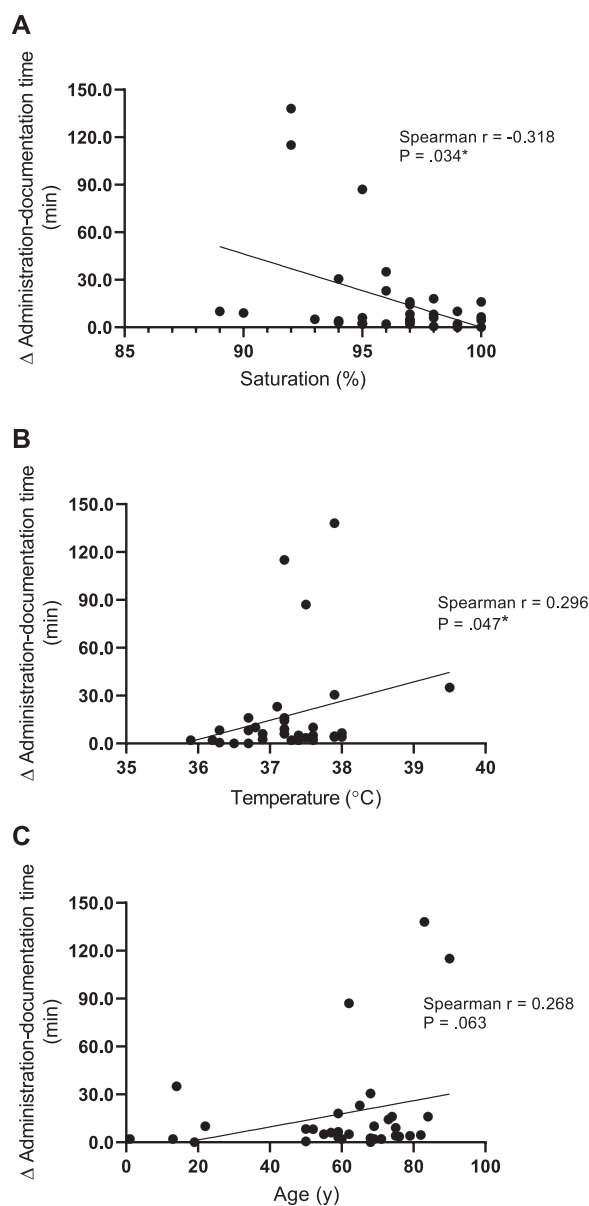 A
Δ Administration-documentation time
(min)
150.0
120.0
90.0
60.0
30.0
0.0
Spearman r = -0.318
P = .034*
85
90
95
100
Saturation (%)
B
Δ Administration-documentation time
(min)
150.0
120.0
90.0
60.0
30.0
0.0
Spearman r = 0.296
P = .047*
35
36
37
38
39
40
Temperature (°C)
C
Δ Administration-documentation time
(min)
150.0
120.0
90.0
60.0
30.0
0.0
Spearman r = 0.268
P = .063
0
20
40
60
80
100
Age (y)